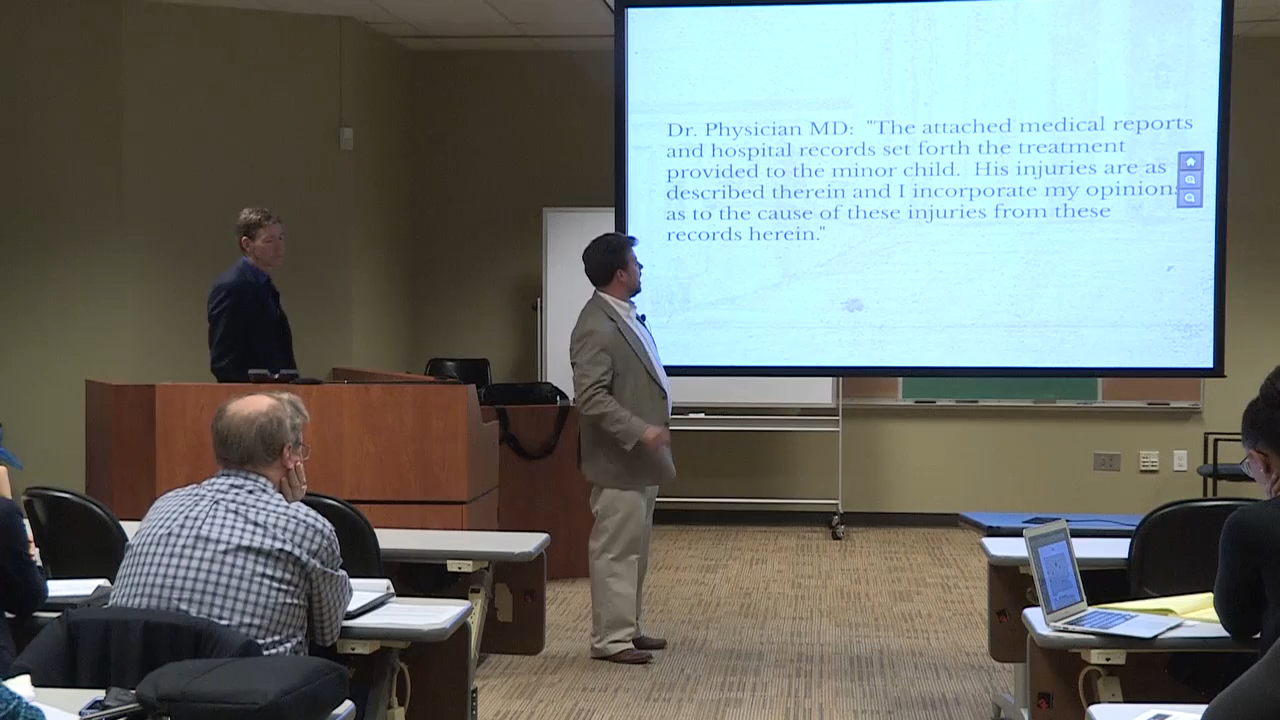 Dr. Physician MD: "The attached medical reports
and hospital records set forth the treatment
provided to the minor child. His injuries are as
described therein and I incorporate my opinions
as to the cause of these injuries from these
records herein."